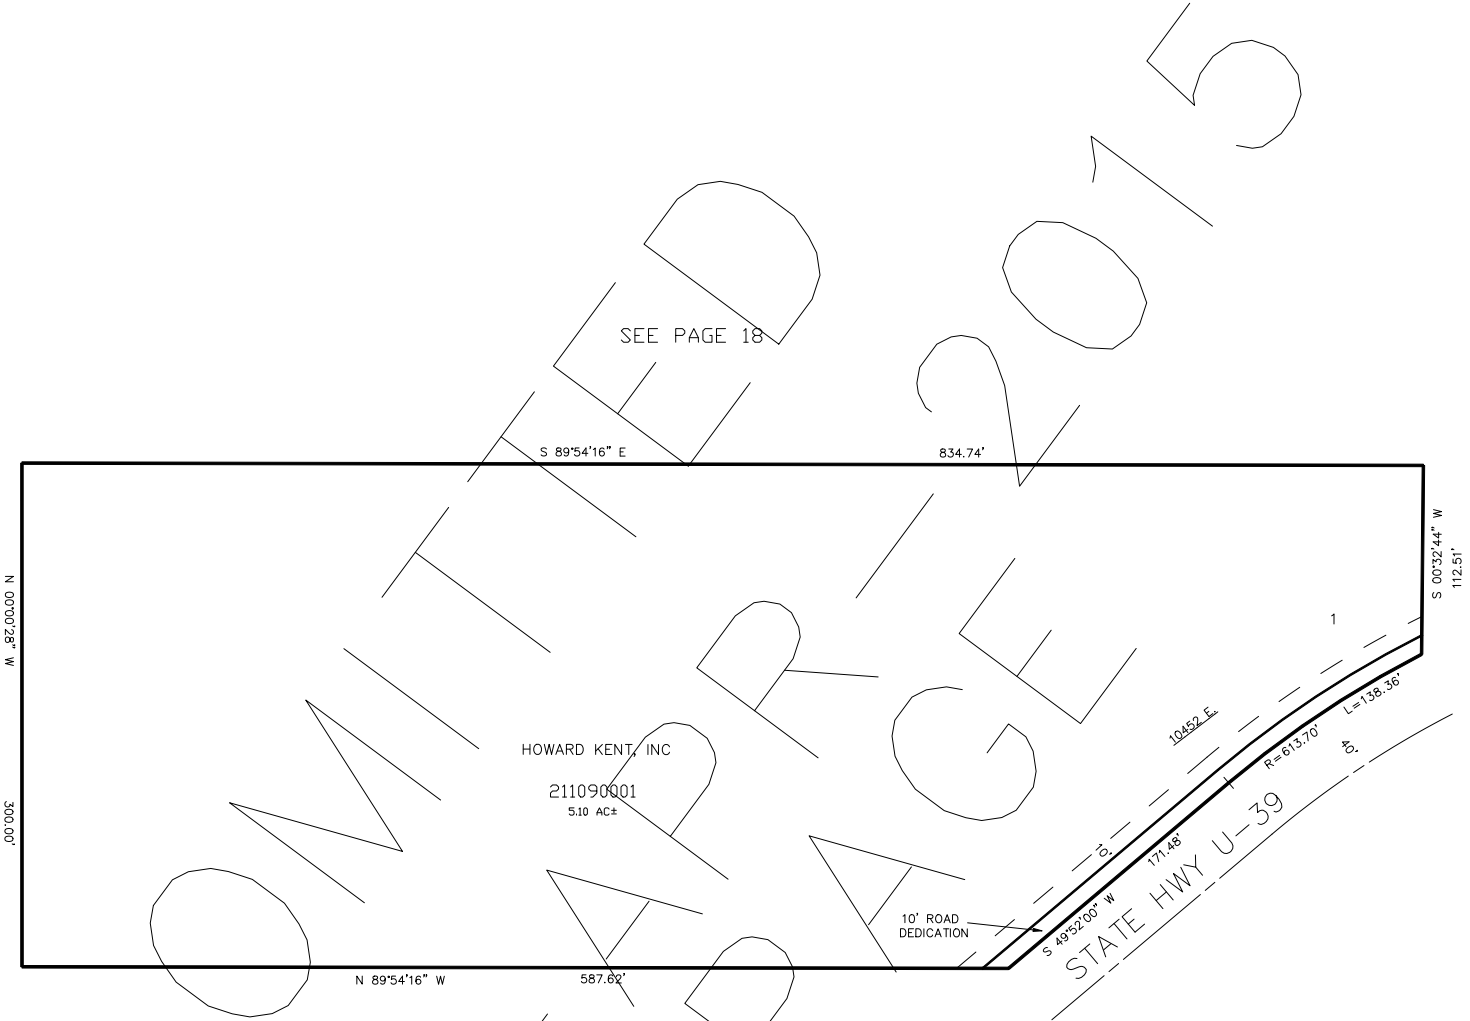 OMITTED
APR / 2015
PAGE
SEE PAGE 18
S 89°54'16" E
834.74'
N 00°00'28" W
300.00'
S 00°32'44" W
112.51'
1
HOWARD KENT, INC
211090001
5.10 AC±
10452 E.
L=138.36'
R=613.70'
40'
10'
171.48'
S 49°52'00" W
STATE HWY U-39
10' ROAD
DEDICATION
N 89°54'16" W
587.62'